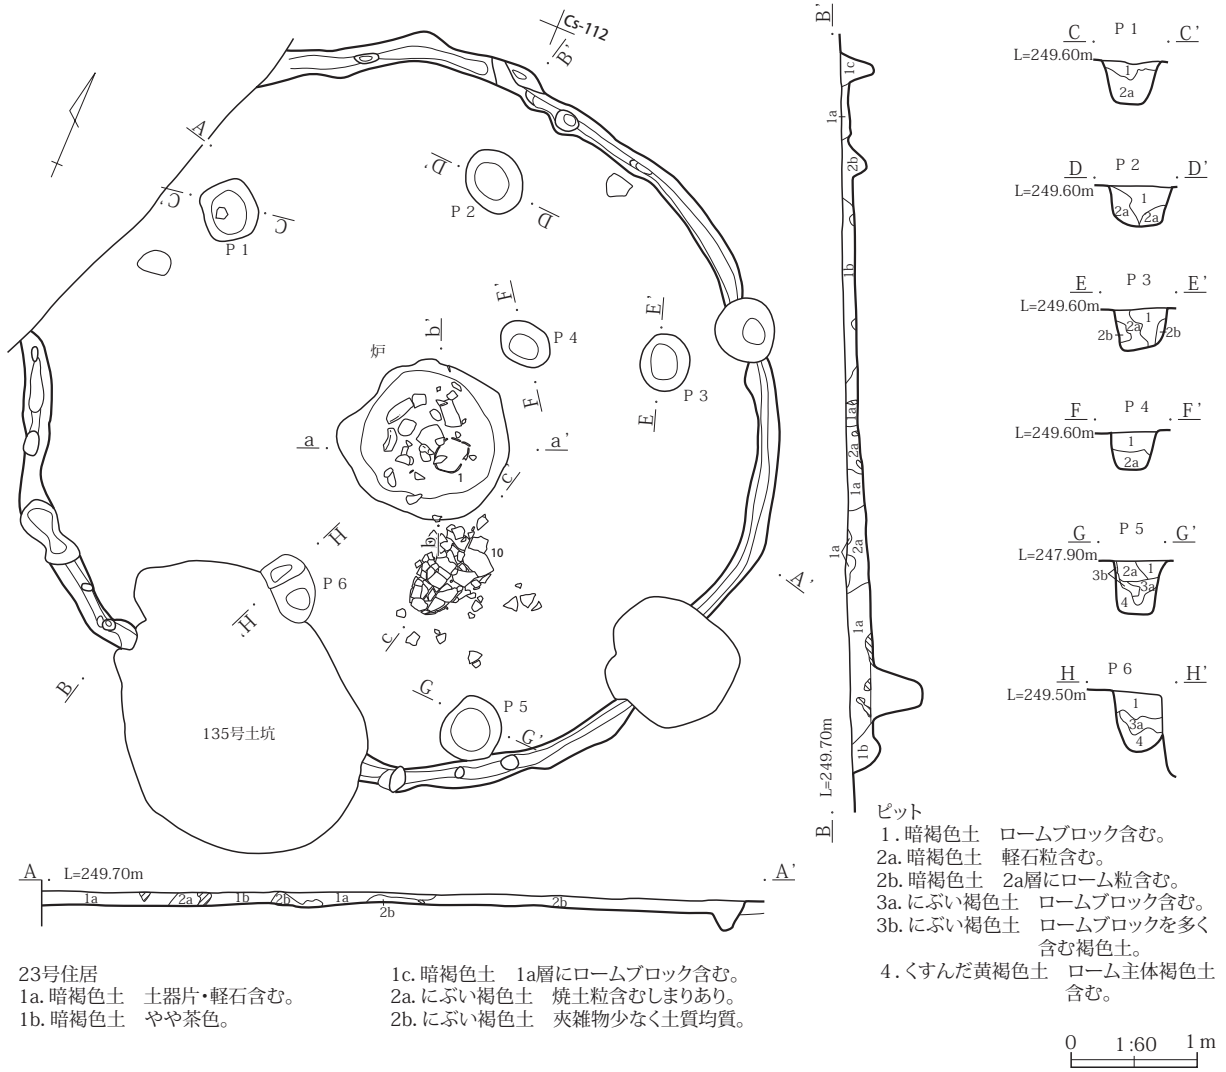 Cs-112
B'
A
C'
C
P 1
D'
D
P 2
F'
F
P 4
E'
E
P 3
炉
b'
a
a'
1
c'
b
10
c
H
H'
P 6
A'
B
G
G'
P 5
135号土坑
B'
1c
1a
2b
1b
1a
2a
1a
1a
2a
1a
1b
L=249.70m
B
C P 1 C'
L=249.60m
1
2a
D P 2 D'
L=249.60m
1
2a 2a
E P 3 E'
L=249.60m
1
2a
2b 2b
F P 4 F'
L=249.60m
1
2a
G P 5 G'
L=247.90m
2a 1
3b 3a
4
H P 6 H'
L=249.50m
1
3a
4
A L=249.70m A'
1a 2a 1b 2b 1a 2b 2b
ピット
1. 暗褐色土 ロームブロック含む。
2a. 暗褐色土 軽石粒含む。
2b. 暗褐色土 2a層にローム粒含む。
3a. にぶい褐色土 ロームブロック含む。
3b. にぶい褐色土 ロームブロックを多く
含む褐色土。
4. くすんだ黄褐色土 ローム主体褐色土
含む。
23号住居
1a. 暗褐色土 土器片・軽石含む。
1b. 暗褐色土 やや茶色。
1c. 暗褐色土 1a層にロームブロック含む。
2a. にぶい褐色土 焼土粒含むしまりあり。
2b. にぶい褐色土 夾雑物少なく土質均質。
0 1:60 1 m